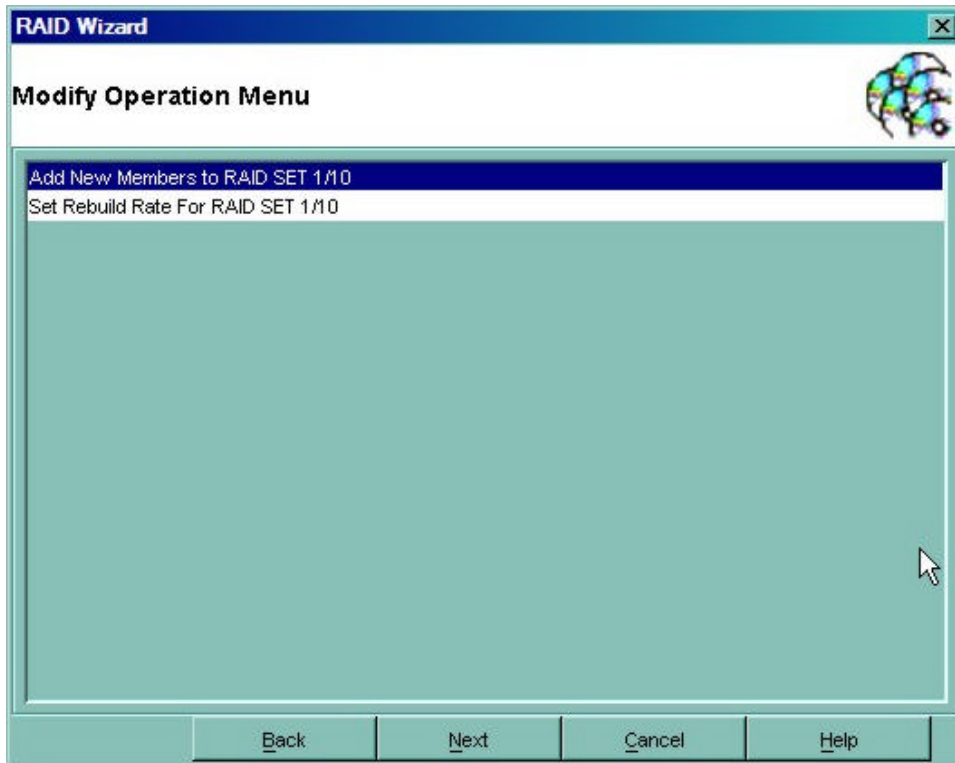 RAID Wizard
Modify Operation Menu
Add New Members to RAID SET 1/10
Set Rebuild Rate For RAID SET 1/10
Back Next Cancel Help